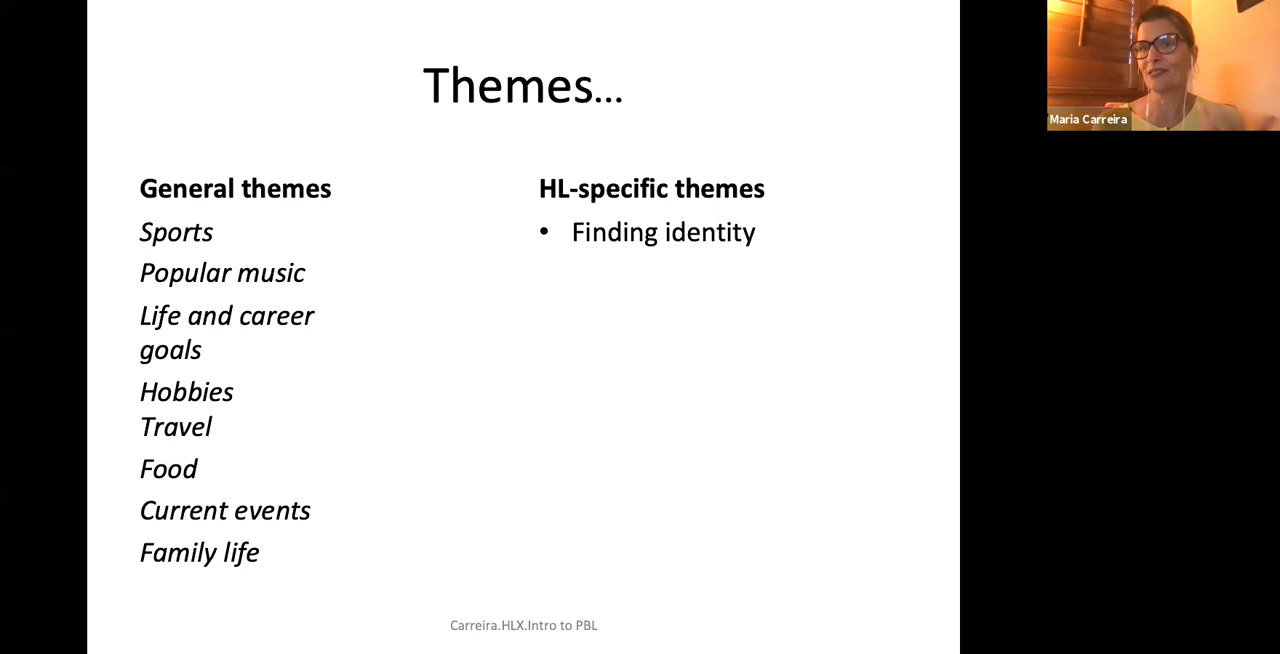 Themes...
General themes
Sports
Popular music
Life and career
goals
Hobbies
Travel
Food
Current events
Family life
HL-specific themes
• Finding identity
Carreira.HLX.Intro to PBL
Maria Carreira